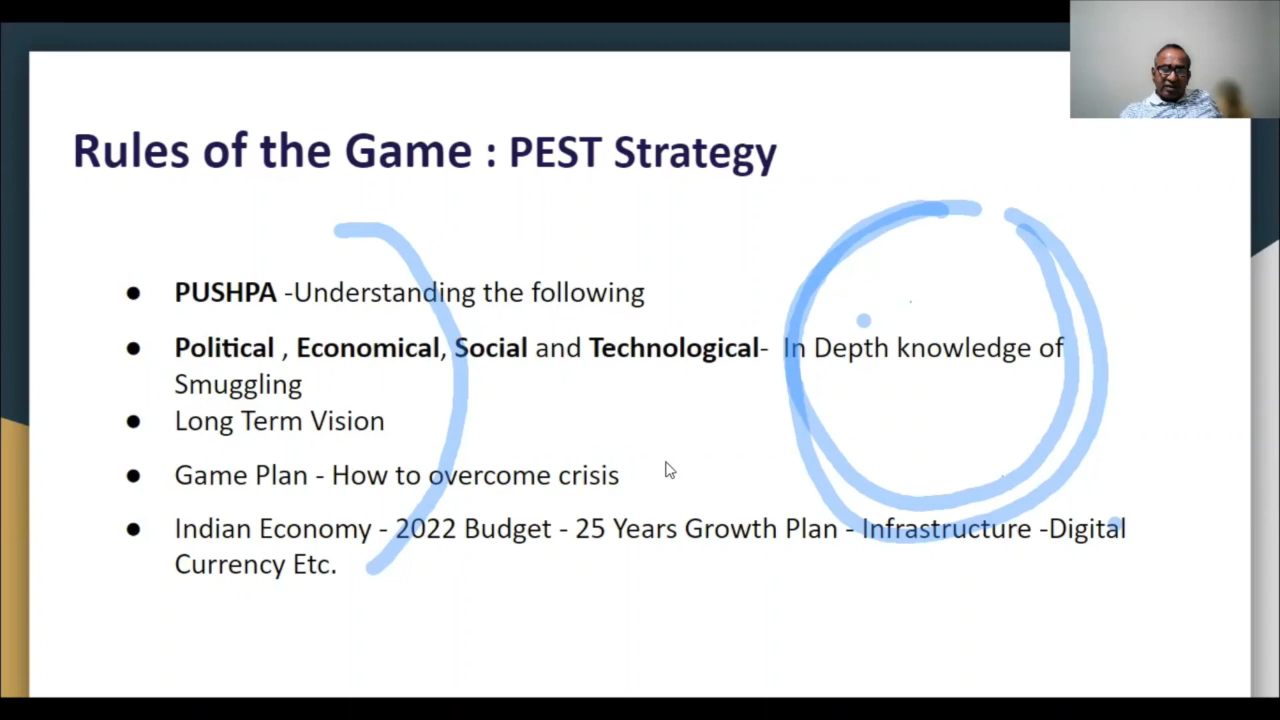 Rules of the Game : PEST Strategy
● PUSHPA -Understanding the following
● Political , Economical, Social and Technological- In Depth knowledge of
Smuggling
● Long Term Vision
● Game Plan - How to overcome crisis
● Indian Economy - 2022 Budget - 25 Years Growth Plan - Infrastructure -Digital
Currency Etc.